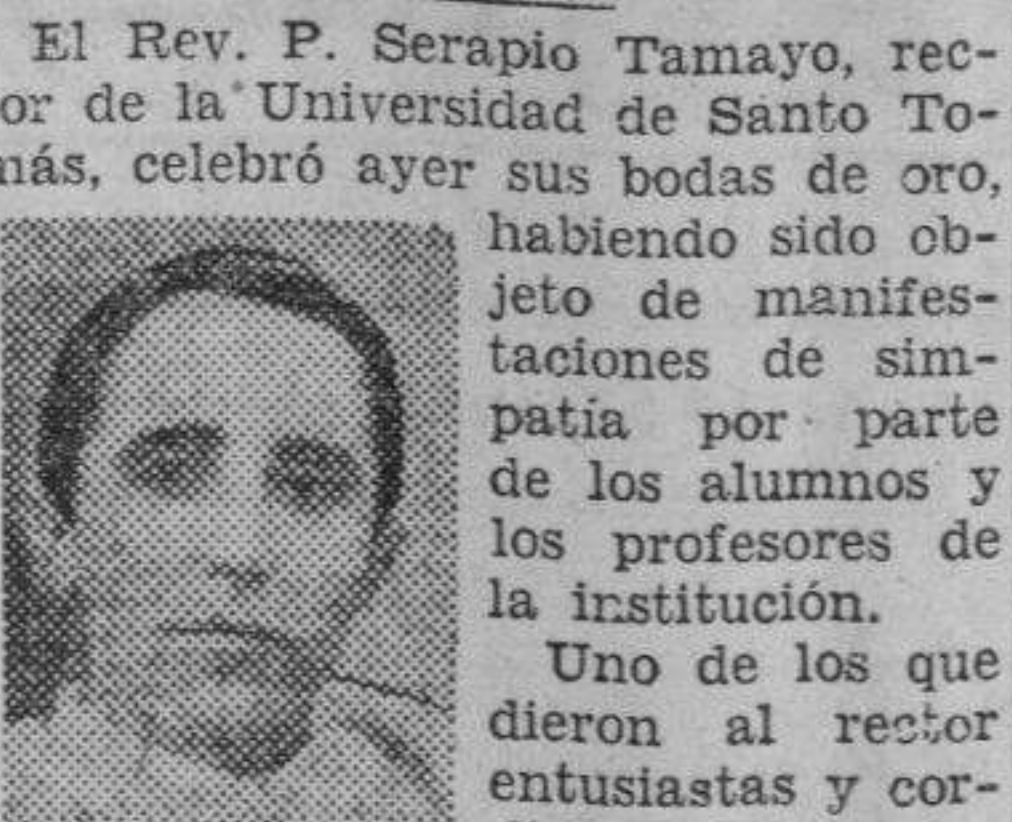 El Rev. P. Serapio Tamayo, rec-
or de la Universidad de Santo To-
más, celebró ayer sus bodas de oro,
habiendo sido ob-
jeto de manifes-
taciones de sim-
patía por parte
de los alumnos y
los profesores de
la institución.
Uno de los que
dieron al rector
entusiastas y cor-